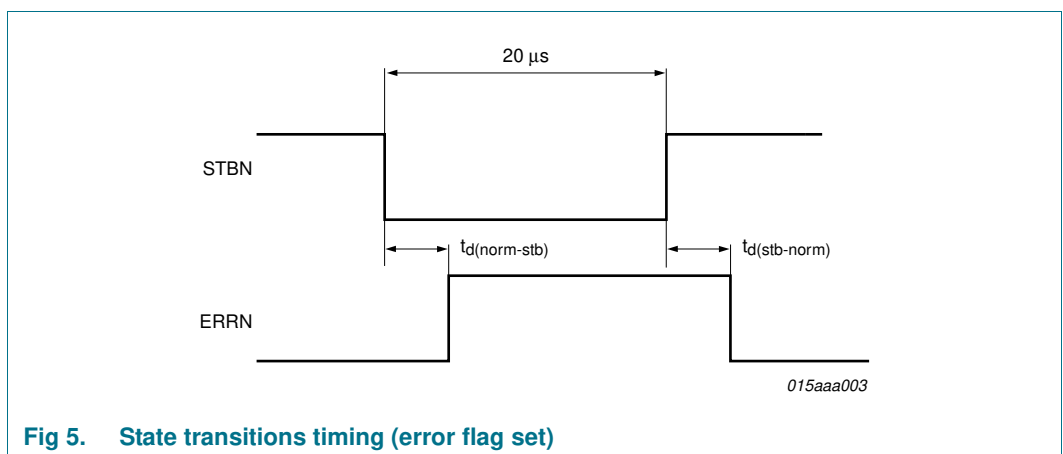 20 μs
STBN
td(norm-stb)
td(stb-norm)
ERRN
015aaa003
Fig 5. State transitions timing (error flag set)